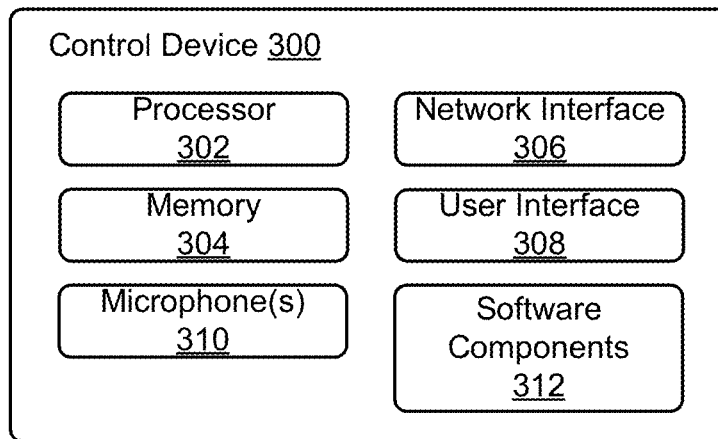 Control Device 300
Processor
302
Network Interface
306
Memory
304
User Interface
308
Microphone(s)
310
Software
Components
312